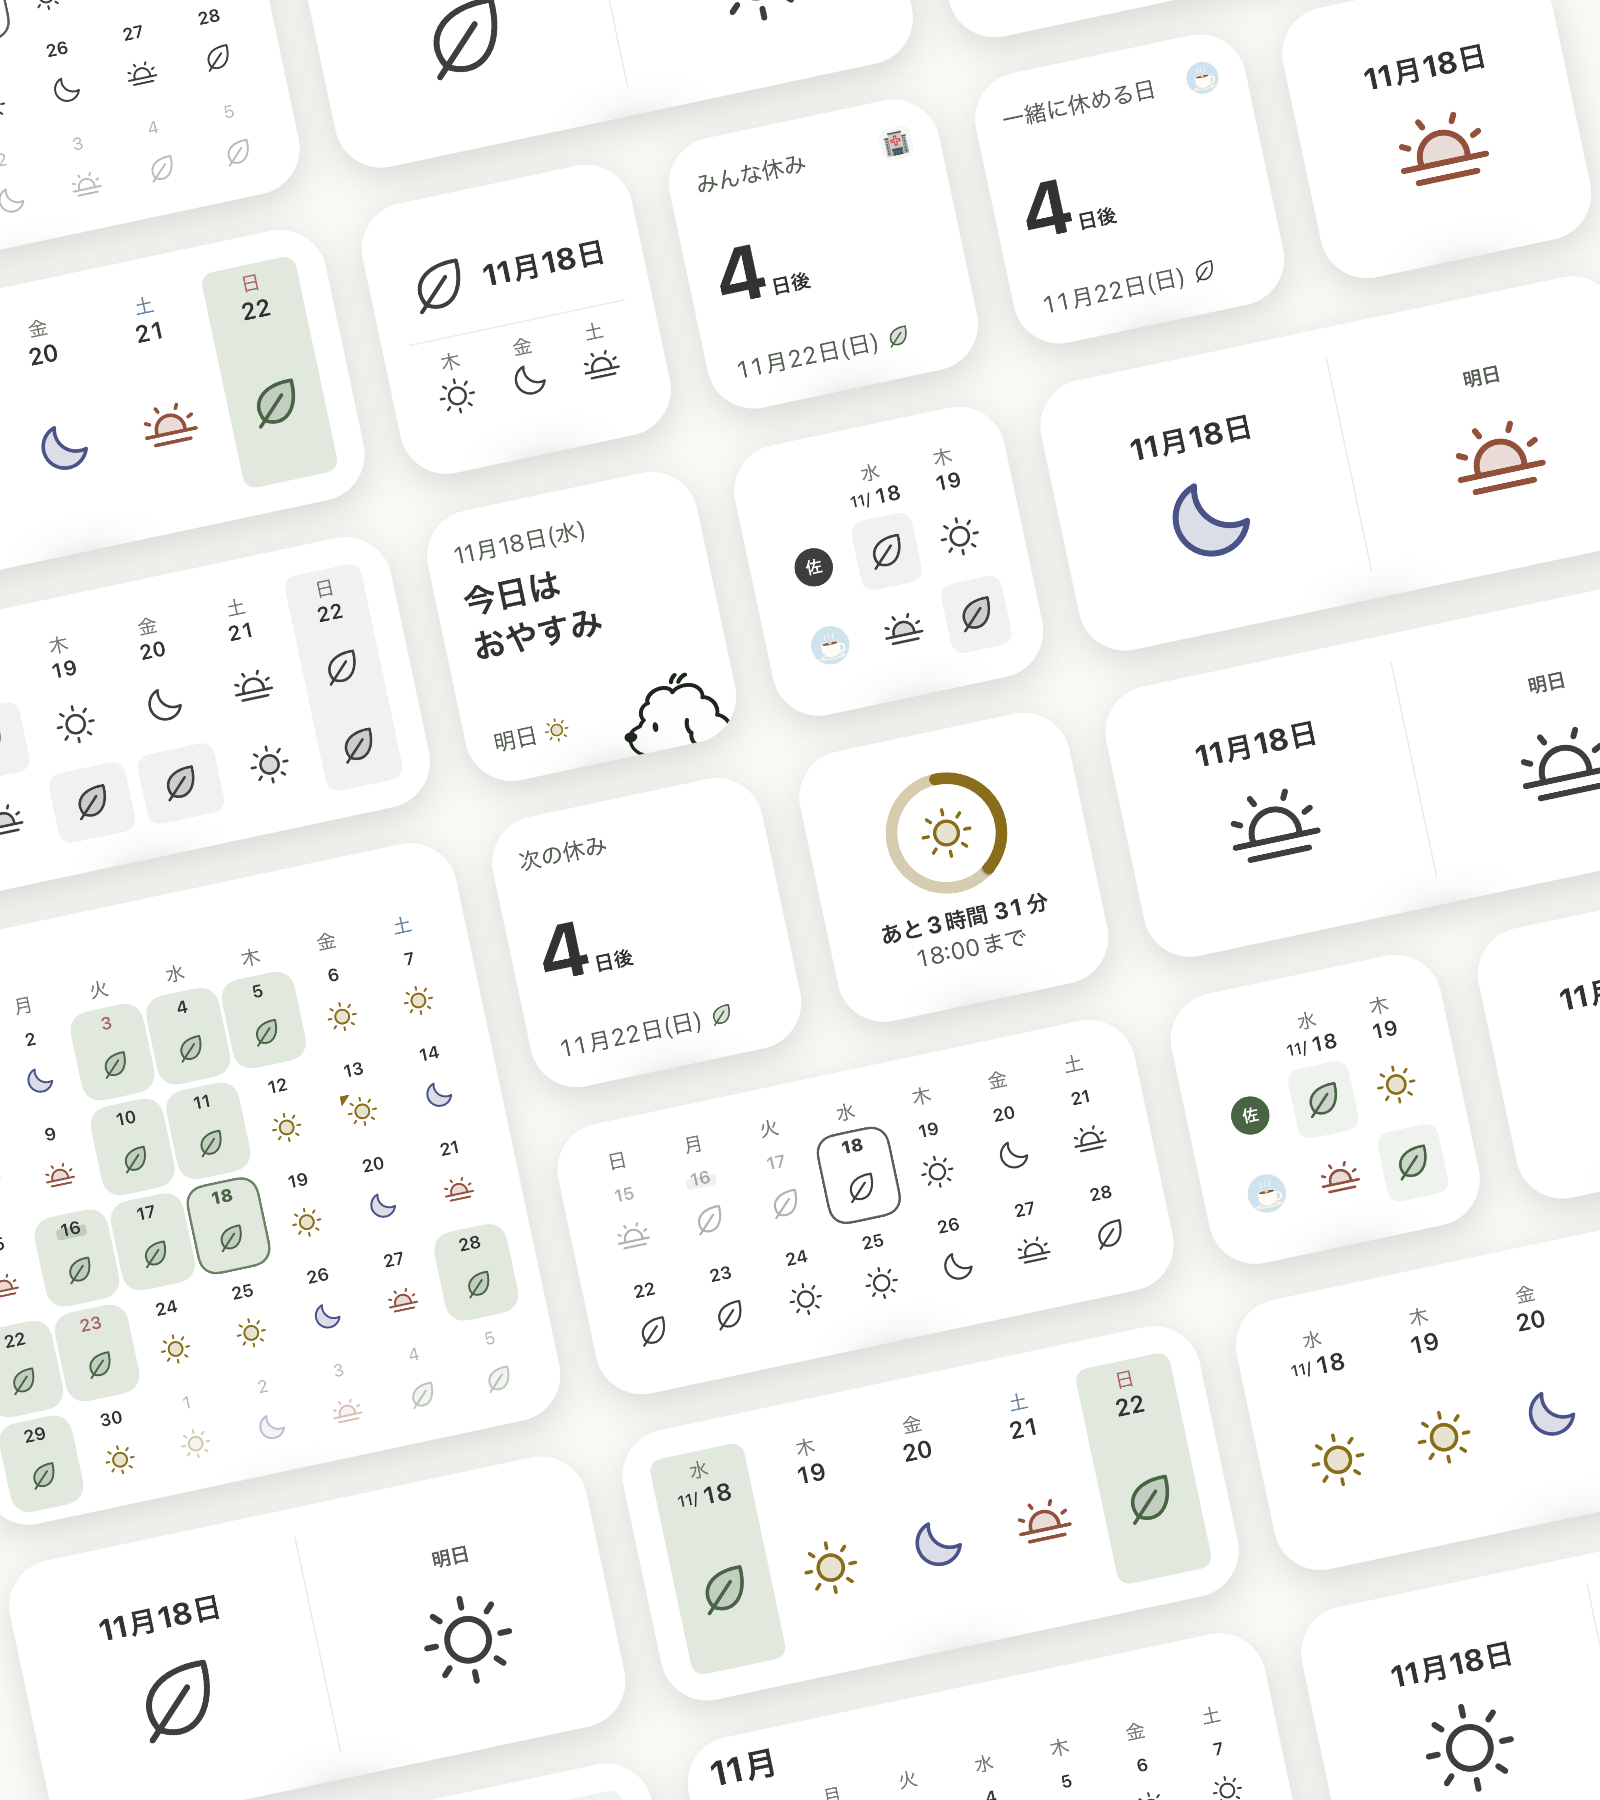 26 27 28
2 3 4 5
金 土 日
20 21 22
11月18日
木 金 土
みんな休み
4日後
11月22日(日)
一緒に休める日
4日後
11月22日(日)
11月18日
木 金 土 日
19 20 21 22
11月18日(水)
今日は
おやすみ
明日
水 木
11/18 19
佐
11月18日
明日
月 火 水 木 金 土
2 3 4 5 6 7
9 10 11 12 13 14
16 17 18 19 20 21
22 23 24 25 26 27 28
29 30 1 2 3 4 5
次の休み
4日後
11月22日(日)
あと3時間 31分
18:00まで
11月18日
明日
日 月 火 水 木 金 土
15 16 17 18 19 20 21
22 23 24 25 26 27 28
水 木
11/18 19
佐
11月18日
明日
水 木 金 土 日
11/18 19 20 21 22
水 木 金
11/18 19 20
11月
月 火 水 木 金 土
4 5 6 7
11月18日